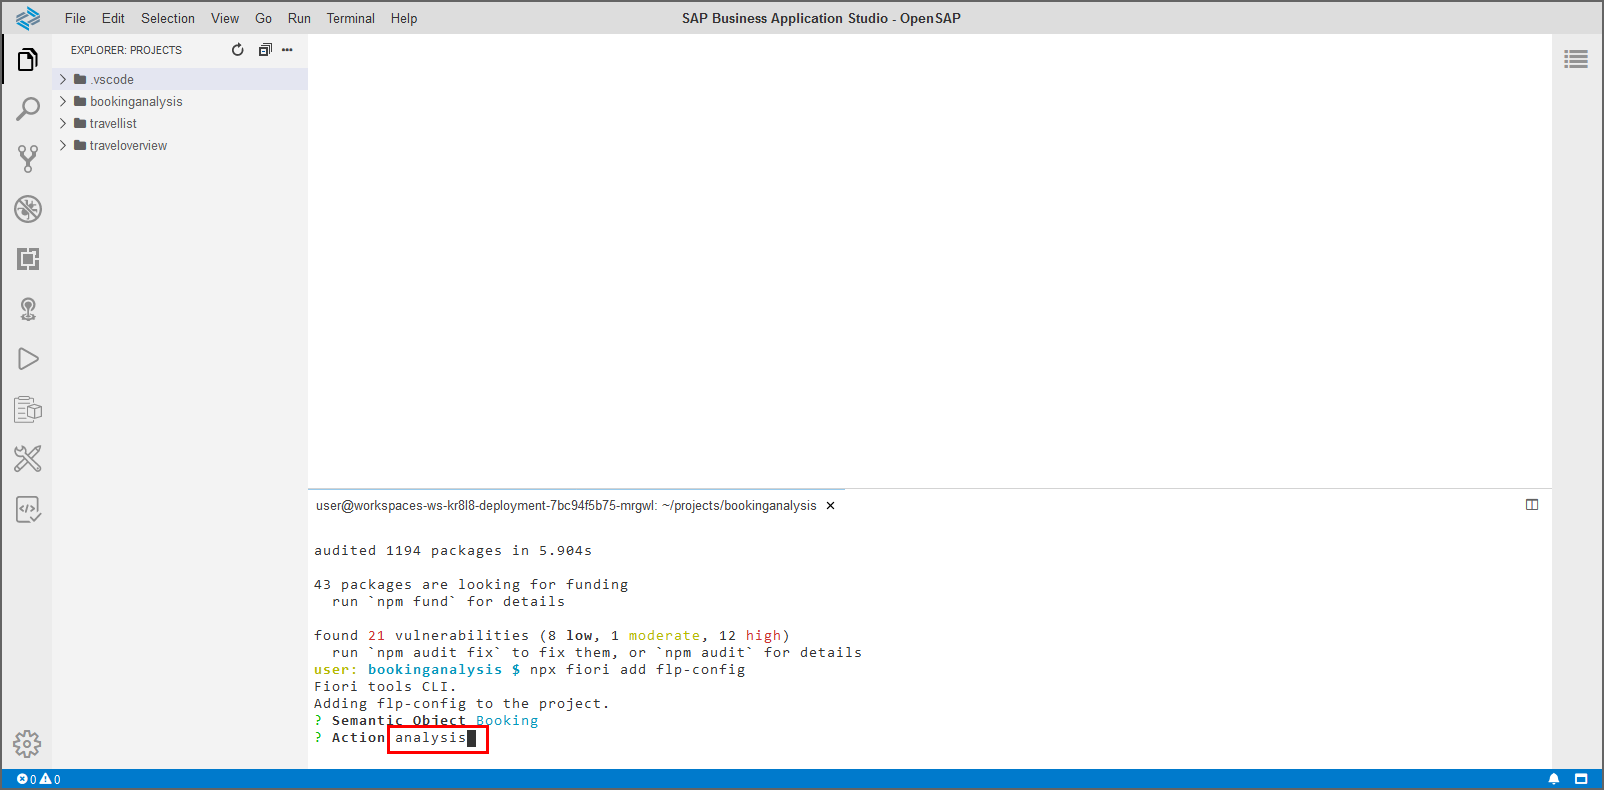 File Edit Selection View Go Run Terminal Help
SAP Business Application Studio - OpenSAP
EXPLORER: PROJECTS
.vscode
bookinganalysis
travellist
traveloverview
user@workspaces-ws-kr8l8-deployment-7bc94f5b75-mrgwl: ~/projects/bookinganalysis
audited 1194 packages in 5.904s
43 packages are looking for funding
run `npm fund` for details
found 21 vulnerabilities (8 low, 1 moderate, 12 high)
run `npm audit fix` to fix them, or `npm audit` for details
user: bookinganalysis $ npx fiori add flp-config
Fiori tools CLI.
Adding flp-config to the project.
? Semantic Object Booking
? Action analysis
0 0